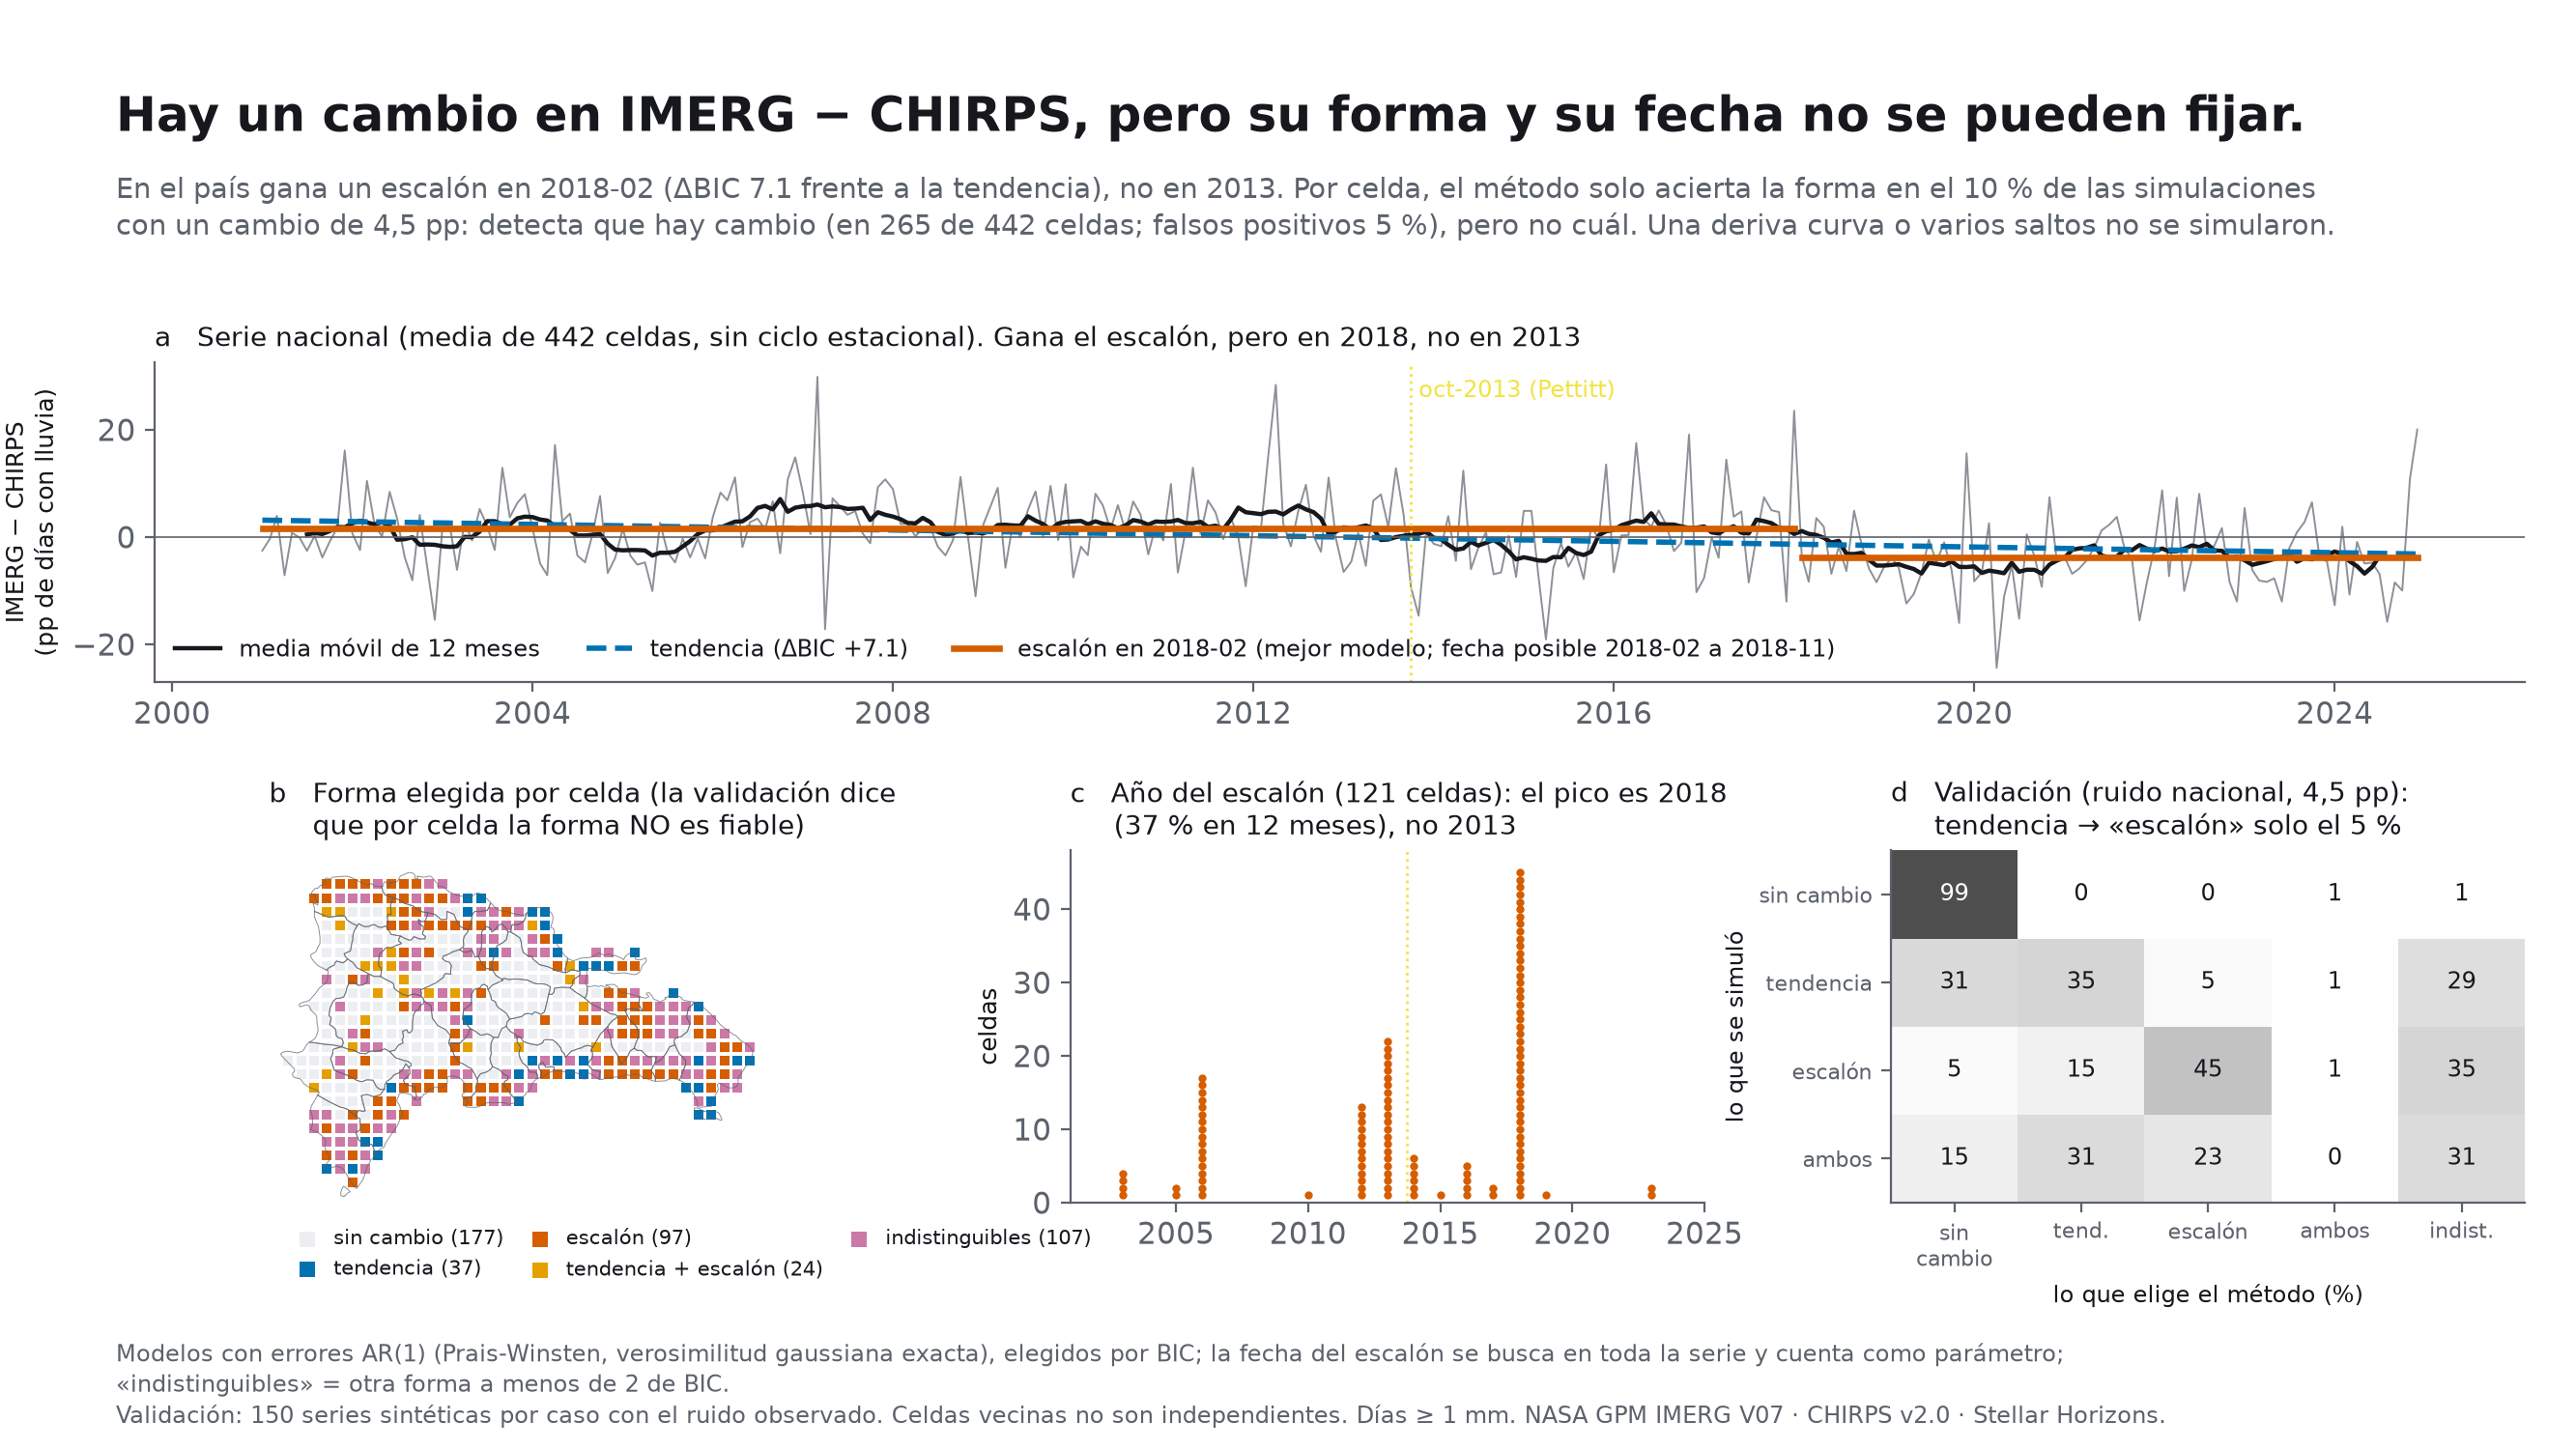 Hay un cambio en IMERG − CHIRPS, pero su forma y su fecha no se pueden fijar.
En el país gana un escalón en 2018-02 (ΔBIC 7.1 frente a la tendencia), no en 2013. Por celda, el método solo acierta la forma en el 10 % de las simulaciones
con un cambio de 4,5 pp: detecta que hay cambio (en 265 de 442 celdas; falsos positivos 5 %), pero no cuál. Una deriva curva o varios saltos no se simularon.
a Serie nacional (media de 442 celdas, sin ciclo estacional). Gana el escalón, pero en 2018, no en 2013
IMERG − CHIRPS
(pp de días con lluvia)
20
0
−20
oct-2013 (Pettitt)
media móvil de 12 meses
tendencia (ΔBIC +7.1)
escalón en 2018-02 (mejor modelo; fecha posible 2018-02 a 2018-11)
2000 2004 2008 2012 2016 2020 2024
b Forma elegida por celda (la validación dice
que por celda la forma NO es fiable)
sin cambio (177)
escalón (97)
indistinguibles (107)
tendencia (37)
tendencia + escalón (24)
c Año del escalón (121 celdas): el pico es 2018
(37 % en 12 meses), no 2013
celdas
40
30
20
10
0
2005 2010 2015 2020 2025
d Validación (ruido nacional, 4,5 pp):
tendencia → «escalón» solo el 5 %
lo que se simuló
sin cambio 99 0 0 1 1
tendencia 31 35 5 1 29
escalón 5 15 45 1 35
ambos 15 31 23 0 31
sin
cambio
tend.
escalón
ambos
indist.
lo que elige el método (%)
Modelos con errores AR(1) (Prais-Winsten, verosimilitud gaussiana exacta), elegidos por BIC; la fecha del escalón se busca en toda la serie y cuenta como parámetro;
«indistinguibles» = otra forma a menos de 2 de BIC.
Validación: 150 series sintéticas por caso con el ruido observado. Celdas vecinas no son independientes. Días ≥ 1 mm. NASA GPM IMERG V07 · CHIRPS v2.0 · Stellar Horizons.